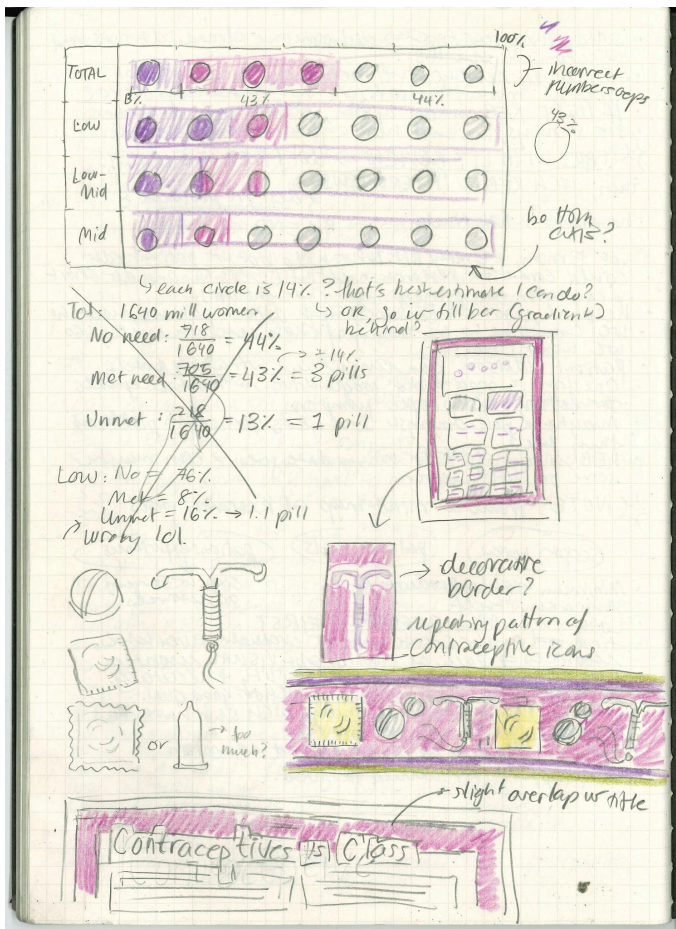 100%
TOTAL
incorrect
numbers oops
13%
43%
44%
43%
LOW
LOW-
MID
MID
bottom
axis?
↳ each circle is 14% ? that's best estimate I can do?
↳ OR, go w fill bar (gradient)
behind?
Tot: 1640 mill women
No need: 718/1640 = 44%
→ ÷ 14%
Met need: 705/1640 = 43% = 3 pills
Unmet: 218/1640 = 13% = 1 pill
Low: No = 76%
Met = 8%
Unmet = 16% → 1.1 pill
wrong lol.
→ decorative
border?
repeating pattern of
contraceptive icons
or
→ too
much?
slight overlap w title
Contraceptives vs Class